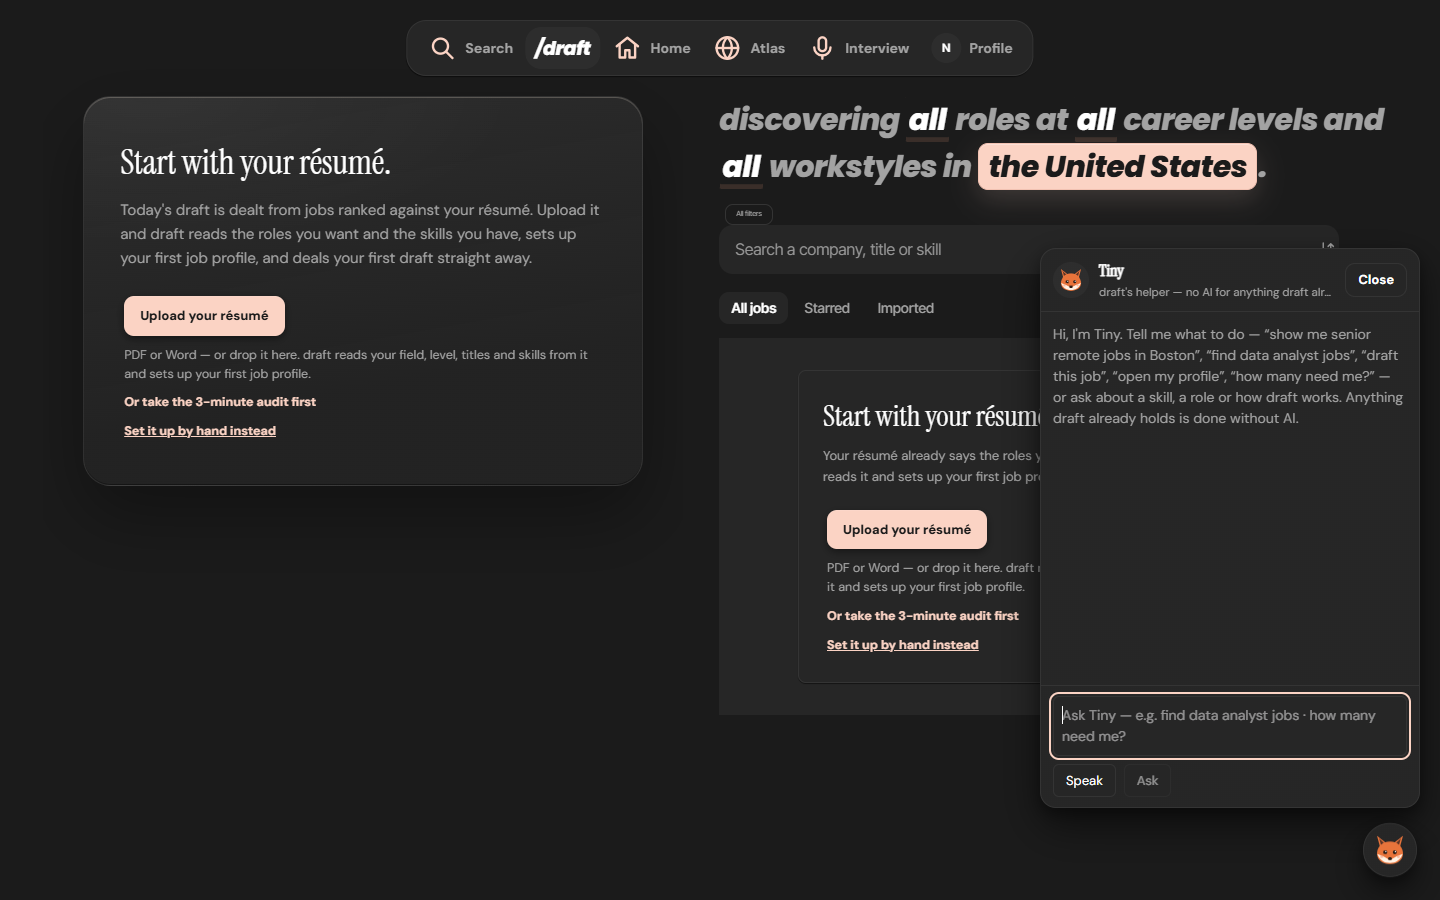 Search
/draft
Home
Atlas
Interview
N
Profile
Start with your résumé.
Today's draft is dealt from jobs ranked against your résumé. Upload it
and draft reads the roles you want and the skills you have, sets up
your first job profile, and deals your first draft straight away.
Upload your résumé
PDF or Word — or drop it here. draft reads your field, level, titles and skills from it
and sets up your first job profile.
Or take the 3-minute audit first
Set it up by hand instead
discovering all roles at all career levels and
all workstyles in the United States .
All filters
Search a company, title or skill
All jobs
Starred
Imported
Start with your résum
Your résumé already says the roles y
reads it and sets up your first job pr
Upload your résumé
PDF or Word — or drop it here. draft
it and sets up your first job profile.
Or take the 3-minute audit first
Set it up by hand instead
Tiny
draft's helper — no AI for anything draft alr...
Close
Hi, I'm Tiny. Tell me what to do — “show me senior
remote jobs in Boston”, “find data analyst jobs”, “draft
this job”, “open my profile”, “how many need me?” —
or ask about a skill, a role or how draft works. Anything
draft already holds is done without AI.
Ask Tiny — e.g. find data analyst jobs · how many
need me?
Speak
Ask